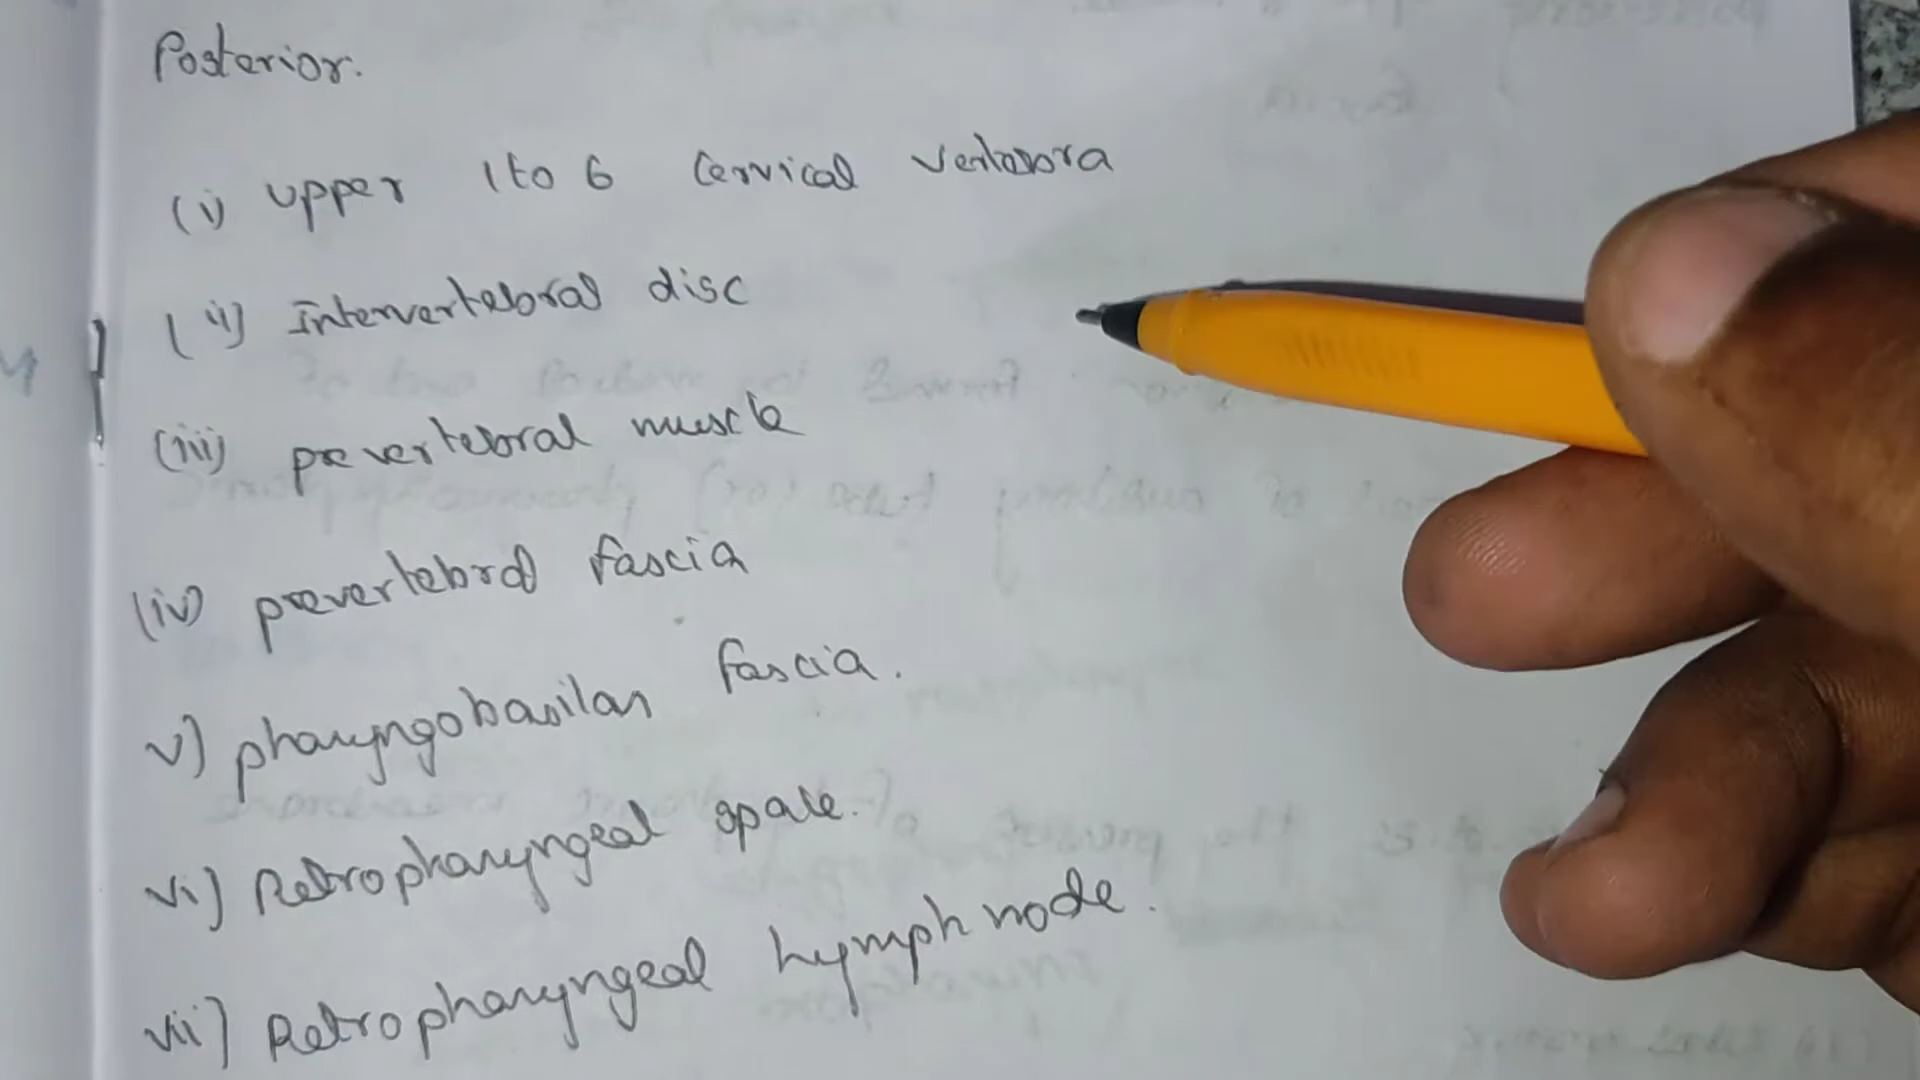 Posterior.
(i) upper 1 to 6 Cervical Vertebra
(ii) Intervertebral disc
(iii) prevertebral muscle
(iv) prevertebral fascia
v) pharyngobasilar fascia.
vi) Retropharyngeal space.
vii) Retropharyngeal lymph node.